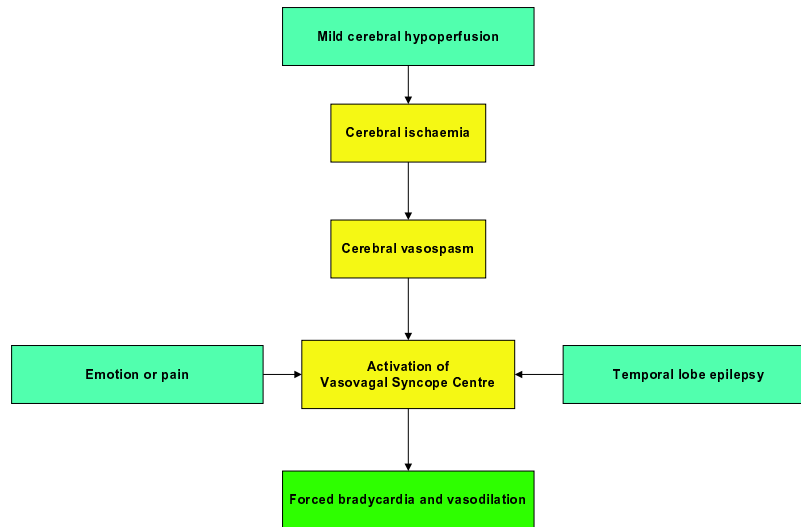 Mild cerebral hypoperfusion
Cerebral ischaemia
Cerebral vasospasm
Emotion or pain
Activation of
Vasovagal Syncope Centre
Temporal lobe epilepsy
Forced bradycardia and vasodilation